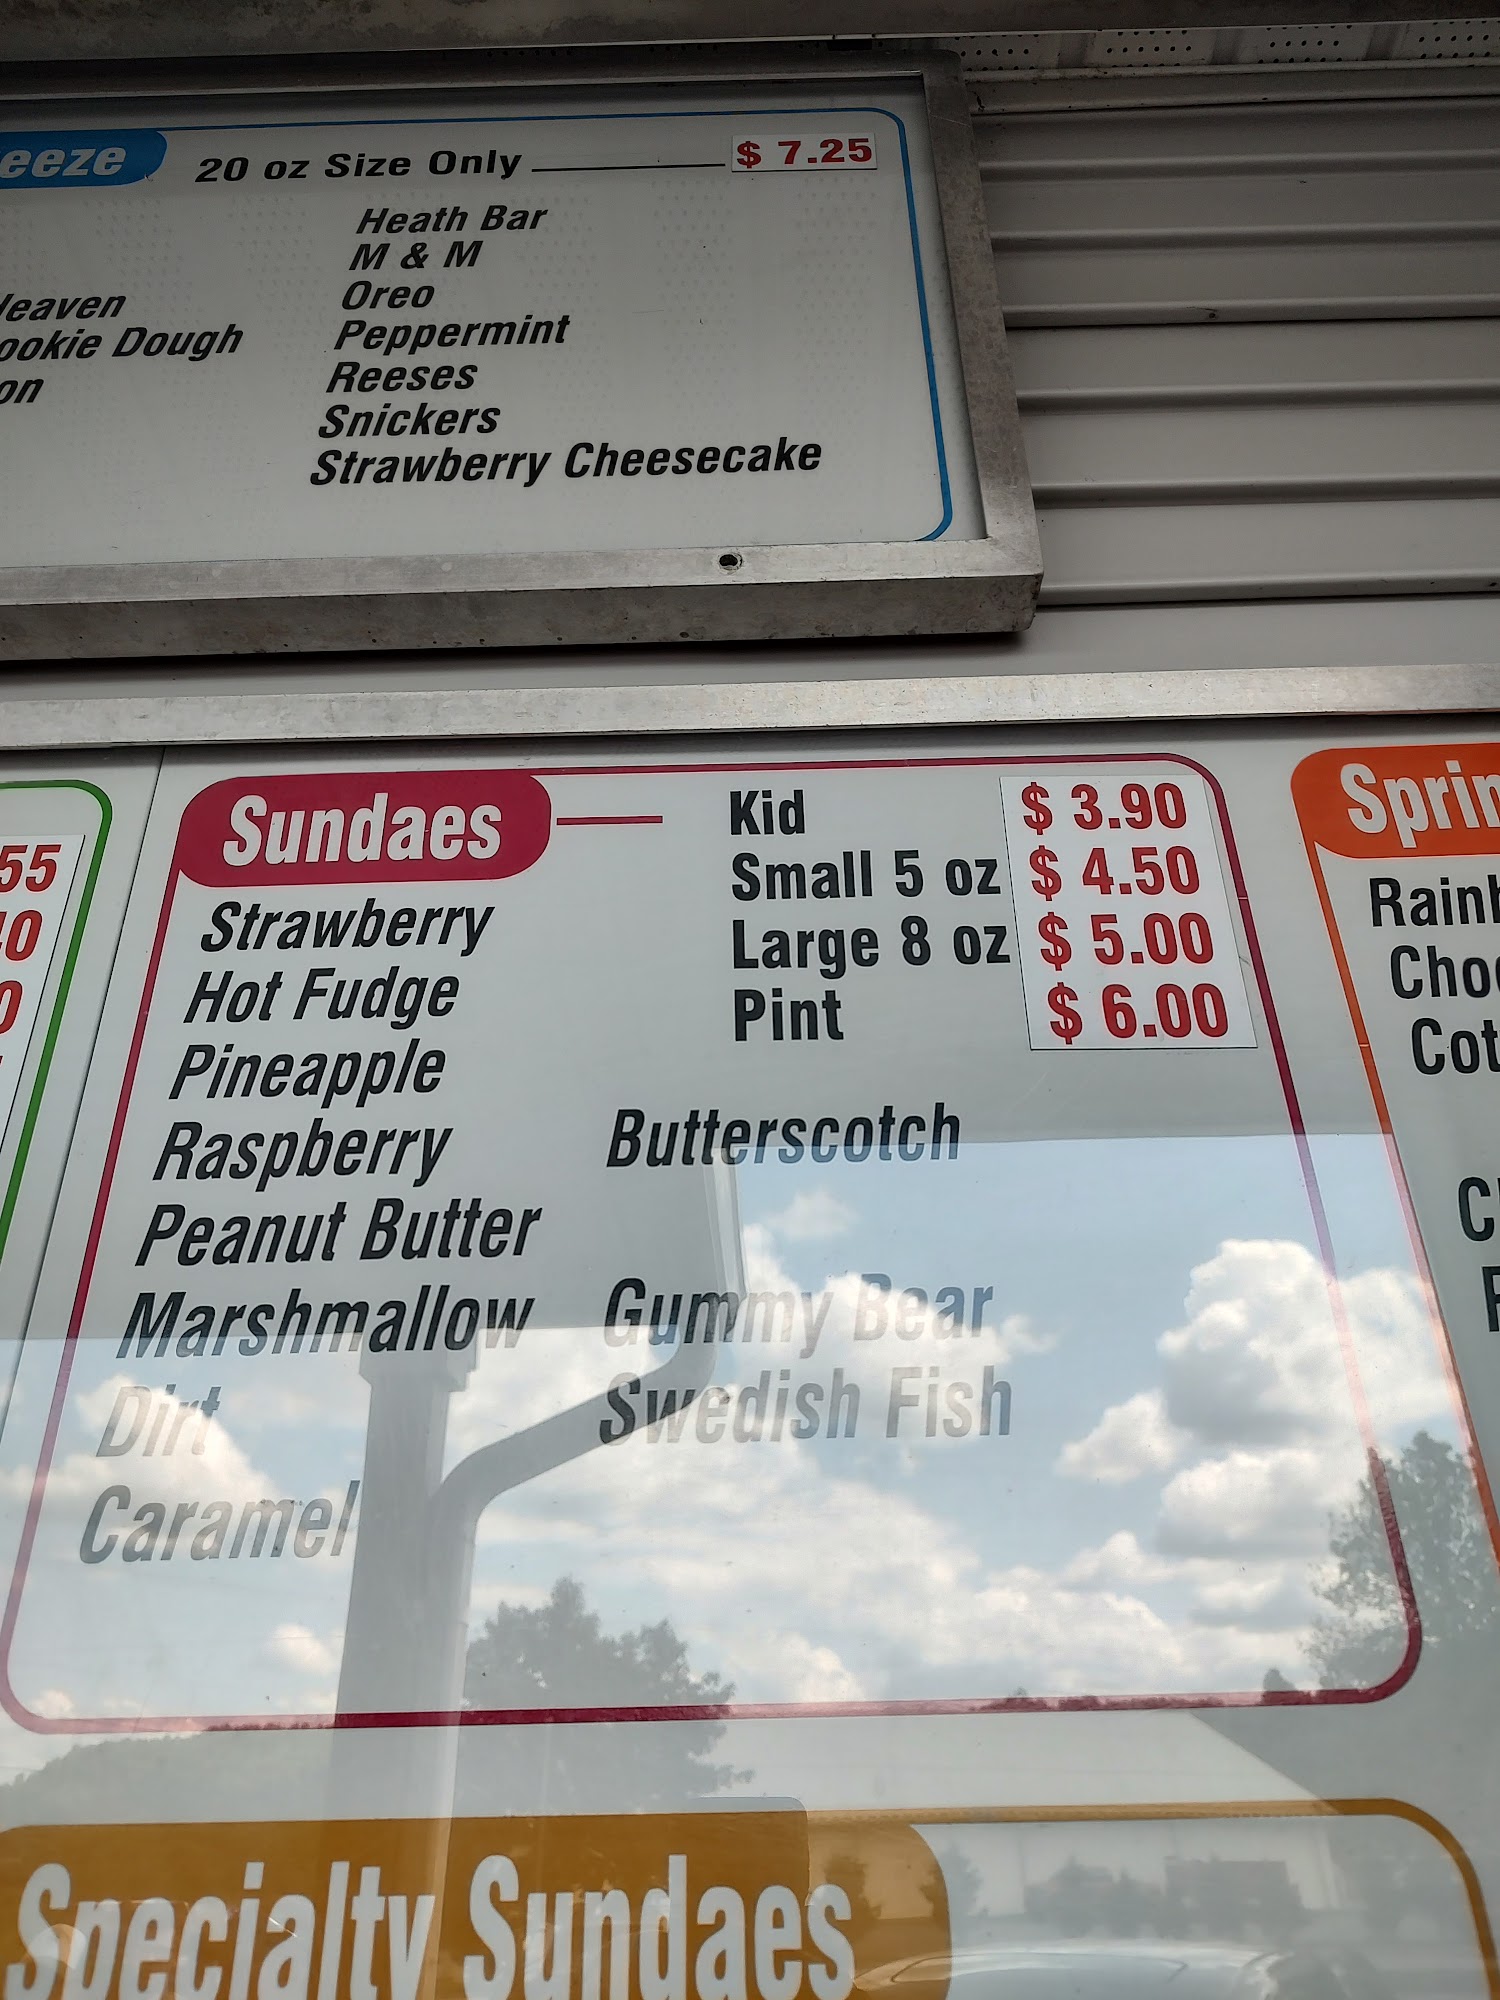 20 oz Size Only $ 7.25
Heath Bar
M & M
Oreo
Peppermint
Dough
Reeses
Snickers
Strawberry Cheesecake
55
Sundaes
Kid $ 3.90
Small 5 oz $ 4.50
Large 8 oz $ 5.00
Pint $ 6.00
Strawberry
Hot Fudge
Pineapple
Raspberry
Peanut Butter
Marshmallow
Dirt
Caramel
Butterscotch
Gummy Bear
Swedish Fish
Specialty Sundaes